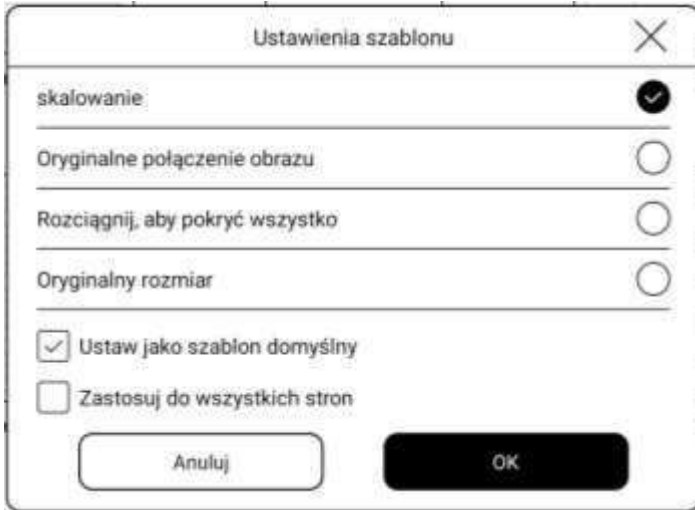 Ustawienia szablonu
skalowanie
Oryginalne połączenie obrazu
Rozciągnij, aby pokryć wszystko
Oryginalny rozmiar
Ustaw jako szablon domyślny
Zastosuj do wszystkich stron
Anuluj
OK